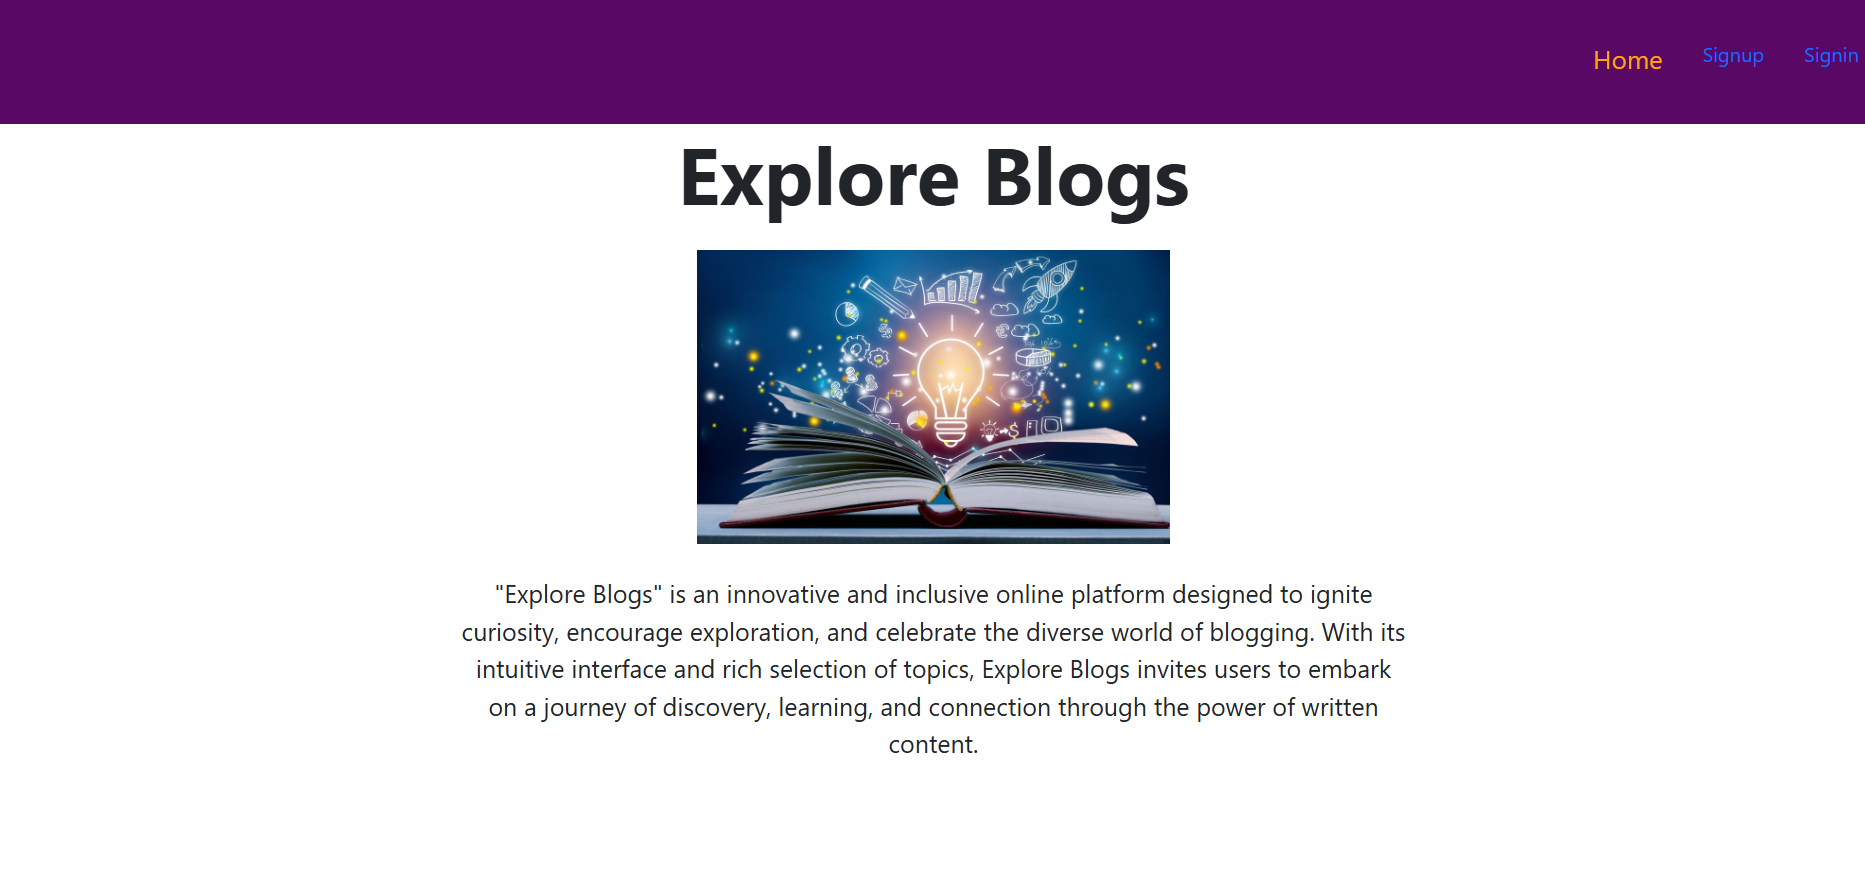 Home Signup Signin
Explore Blogs
"Explore Blogs" is an innovative and inclusive online platform designed to ignite
curiosity, encourage exploration, and celebrate the diverse world of blogging. With its
intuitive interface and rich selection of topics, Explore Blogs invites users to embark
on a journey of discovery, learning, and connection through the power of written
content.